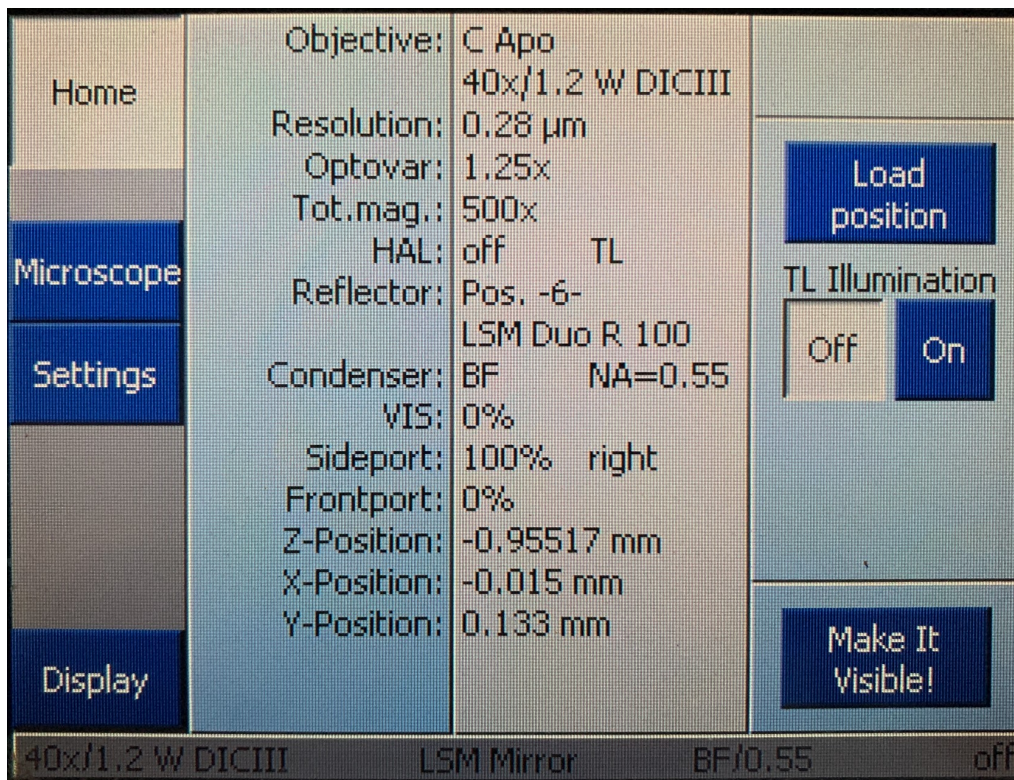 Home
Microscope
Settings
Display
Objective: C Apo
40x/1.2 W DICIII
Resolution: 0.28 µm
Optovar: 1.25x
Tot.mag.: 500x
HAL: off TL
Reflector: Pos. -6-
LSM Duo R 100
Condenser: BF NA=0.55
VIS: 0%
Sideport: 100% right
Frontport: 0%
Z-Position: -0.95517 mm
X-Position: -0.015 mm
Y-Position: 0.133 mm
Load
position
TL Illumination
Off On
Make It
Visible!
40x/1.2 W DICIII LSM Mirror BF/0.55 off